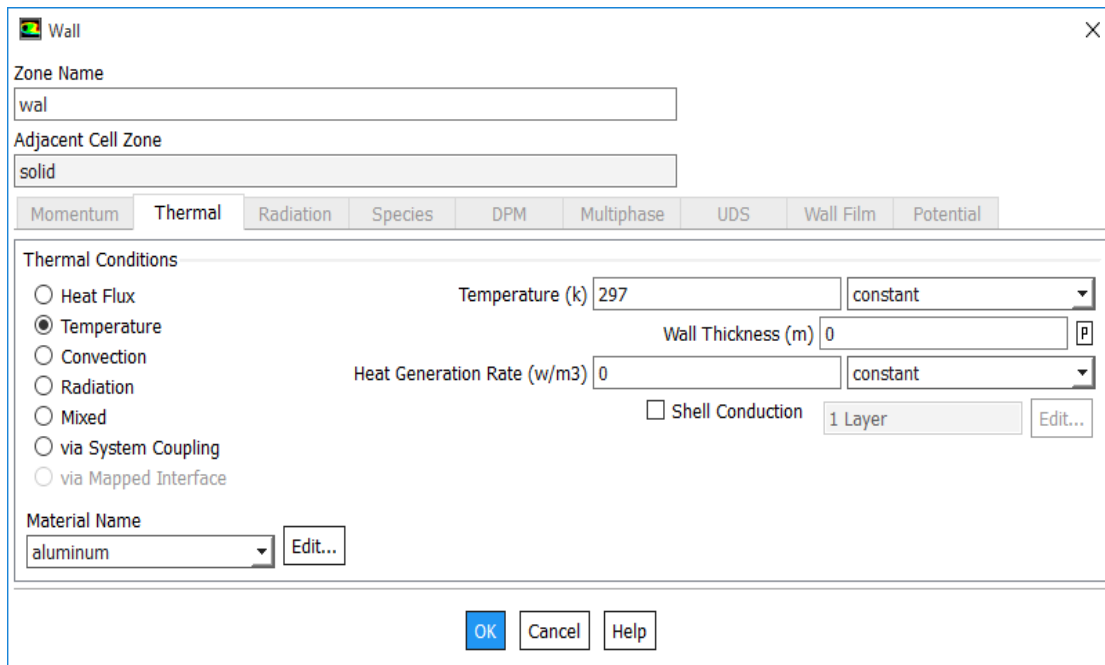 Wall
Zone Name
wal
Adjacent Cell Zone
solid
Momentum Thermal Radiation Species DPM Multiphase UDS Wall Film Potential
Thermal Conditions
Heat Flux Temperature (k) 297 constant
Temperature Wall Thickness (m) 0 P
Convection Heat Generation Rate (w/m3) 0 constant
Radiation
Mixed Shell Conduction 1 Layer Edit...
via System Coupling
via Mapped Interface
Material Name
aluminum Edit...
OK Cancel Help